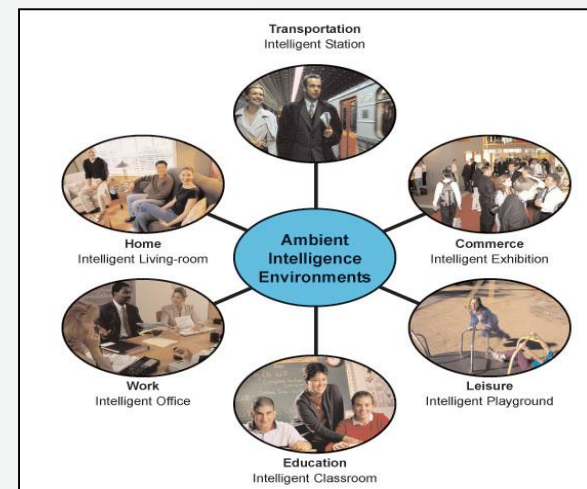 Transportation
Intelligent Station
Home
Intelligent Living-room
Ambient
Intelligence
Environments
Commerce
Intelligent Exhibition
Work
Intelligent Office
Leisure
Intelligent Playground
Education
Intelligent Classroom